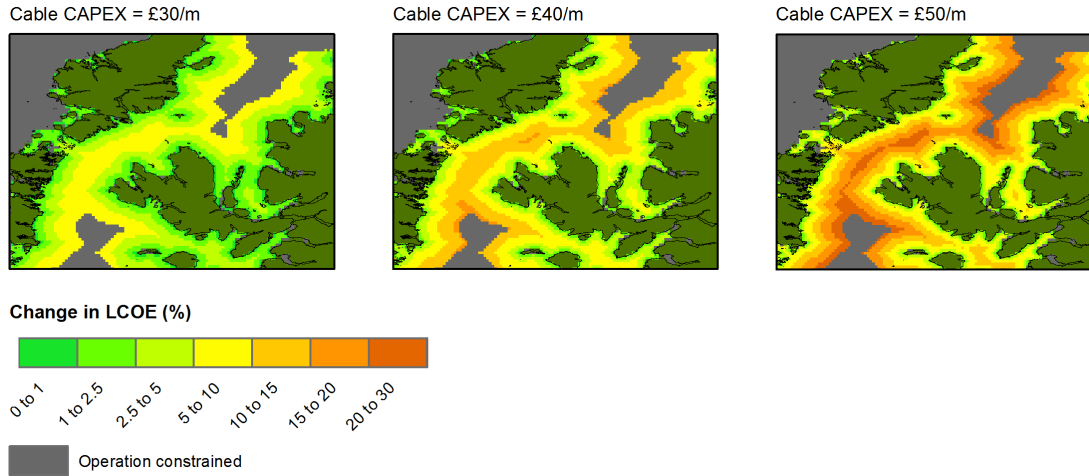 Cable CAPEX = £30/m
Cable CAPEX = £40/m
Cable CAPEX = £50/m
Change in LCOE (%)
0 to 1
1 to 2.5
2.5 to 5
5 to 10
10 to 15
15 to 20
20 to 30
Operation constrained